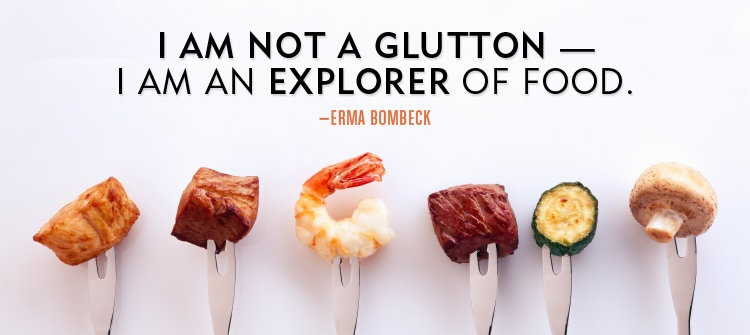 I AM NOT A GLUTTON —
I AM AN EXPLORER OF FOOD.
–ERMA BOMBECK